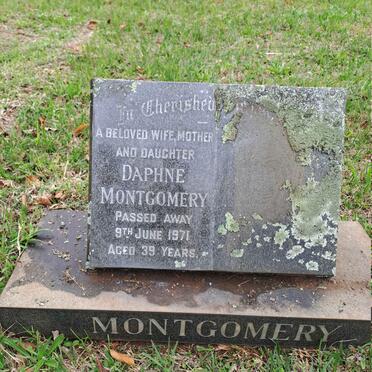 In Cherished
A BELOVED WIFE, MOTHER
AND DAUGHTER
DAPHNE
MONTGOMERY
PASSED AWAY
9TH JUNE 1971
AGED 39 YEARS.
MONTGOMERY